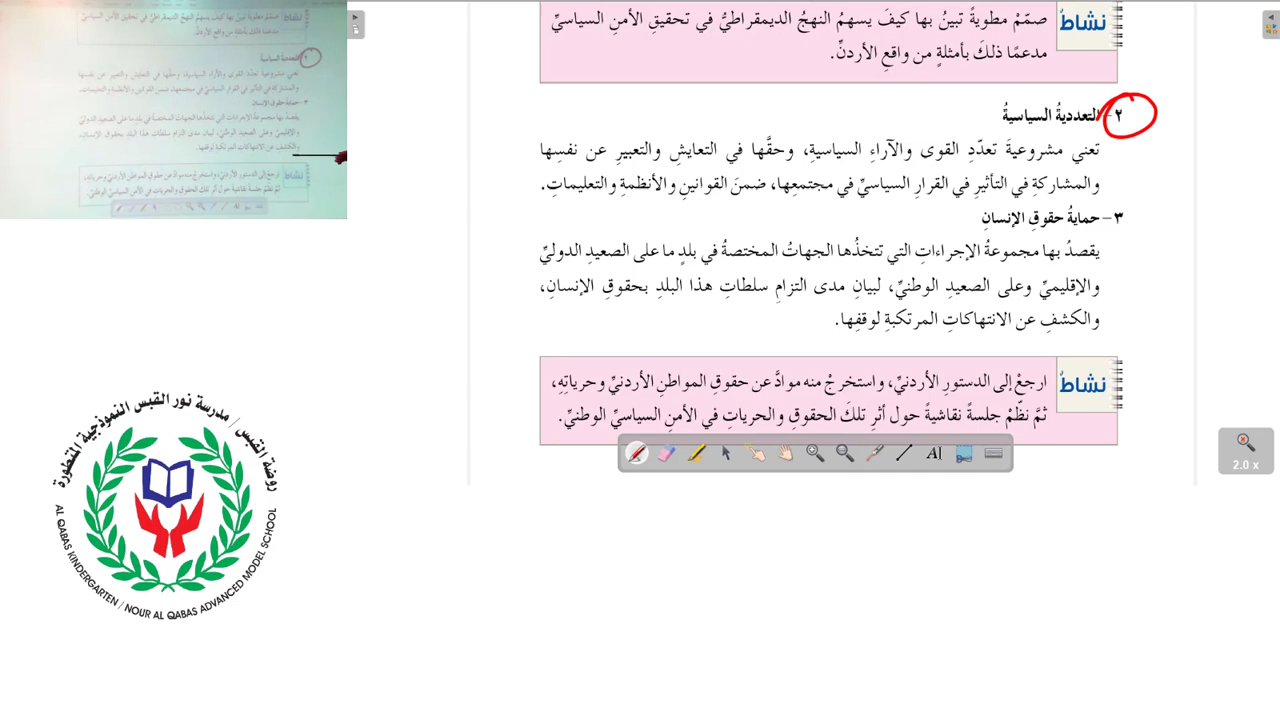 نشاطٌ
صمّمْ مطويةً تبينُ بها كيفَ يسهمُ النهجُ الديمقراطيُّ في تحقيقِ الأمنِ السياسيِّ
مدعمًا ذلكَ بأمثلةٍ من واقعِ الأردنِّ.
٢– التعدديةُ السياسيةُ
تعني مشروعيةَ تعدّدِ القوى والآراءِ السياسيةِ، وحقَّها في التعايشِ والتعبيرِ عن نفسِها
والمشاركةِ في التأثيرِ في القرارِ السياسيِّ في مجتمعِها، ضمنَ القوانينِ والأنظمةِ والتعليماتِ.
٣– حمايةُ حقوقِ الإنسانِ
يقصدُ بها مجموعةُ الإجراءاتِ التي تتخذُها الجهاتُ المختصةُ في بلدٍ ما على الصعيدِ الدوليِّ
والإقليميِّ وعلى الصعيدِ الوطنيِّ، لبيانِ مدى التزامِ سلطاتِ هذا البلدِ بحقوقِ الإنسانِ،
والكشفِ عن الانتهاكاتِ المرتكبةِ لوقفِها.
نشاطٌ
ارجعْ إلى الدستورِ الأردنيِّ، واستخرجْ منه موادَّ عن حقوقِ المواطنِ الأردنيِّ وحرياتِهِ،
ثمَّ نظّمْ جلسةً نقاشيةً حول أثرِ تلكَ الحقوقِ والحرياتِ في الأمنِ السياسيِّ الوطنيِّ.
2.0 x
روضة القبس / مدرسة نور القبس النموذجية المتطورة
AL QABAS KINDERGARTEN / NOUR AL QABAS ADVANCED MODEL SCHOOL